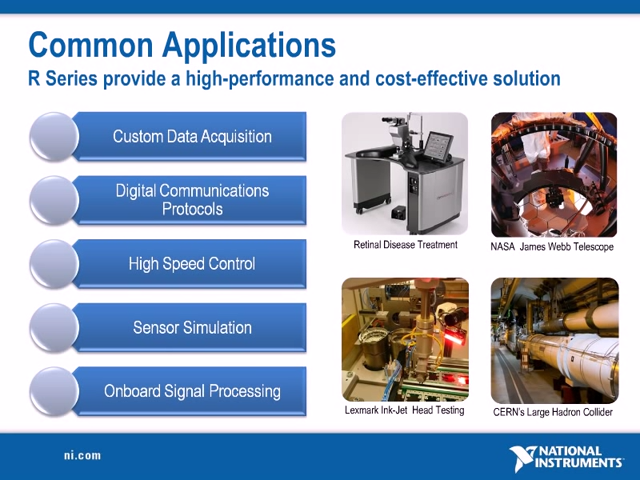 Common Applications
R Series provide a high-performance and cost-effective solution
Custom Data Acquisition
Digital Communications
Protocols
High Speed Control
Sensor Simulation
Onboard Signal Processing
Retinal Disease Treatment
NASA James Webb Telescope
Lexmark Ink-Jet Head Testing
CERN's Large Hadron Collider
ni.com
NATIONAL
INSTRUMENTS